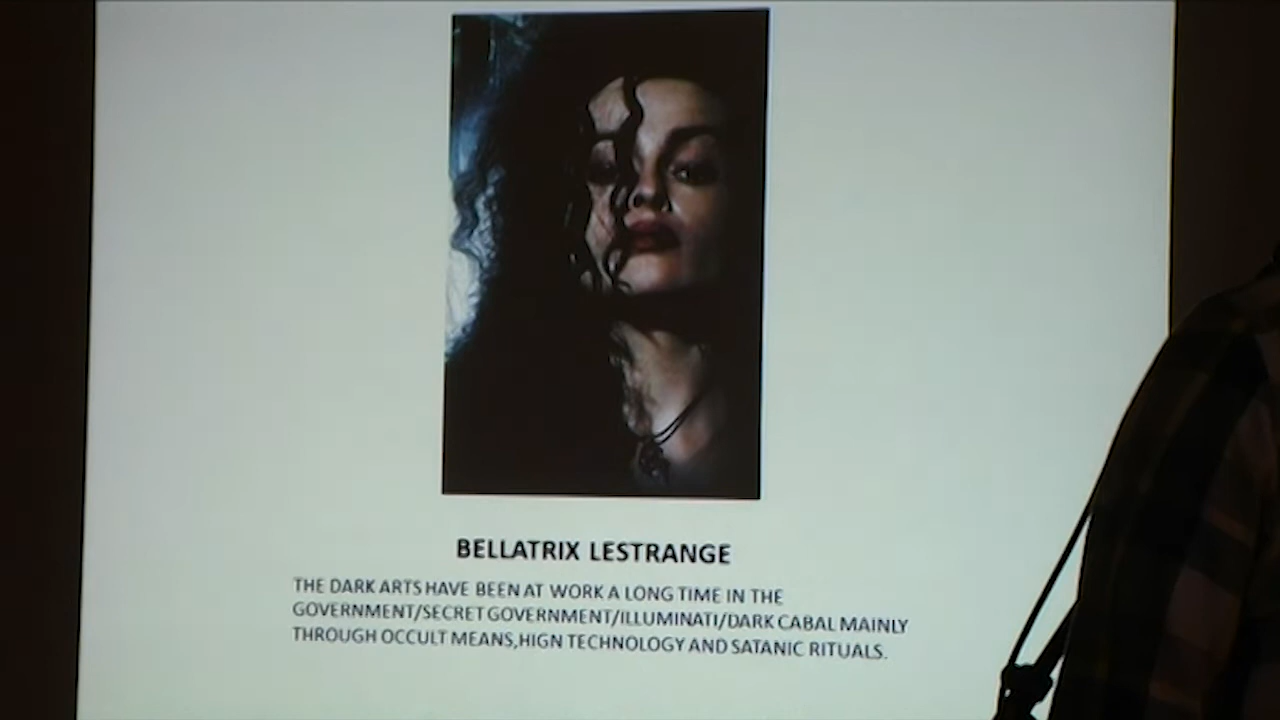 BELLATRIX LESTRANGE
THE DARK ARTS HAVE BEEN AT WORK A LONG TIME IN THE
GOVERNMENT/SECRET GOVERNMENT/ILLUMINATI/DARK CABAL MAINLY
THROUGH OCCULT MEANS,HIGN TECHNOLOGY AND SATANIC RITUALS.